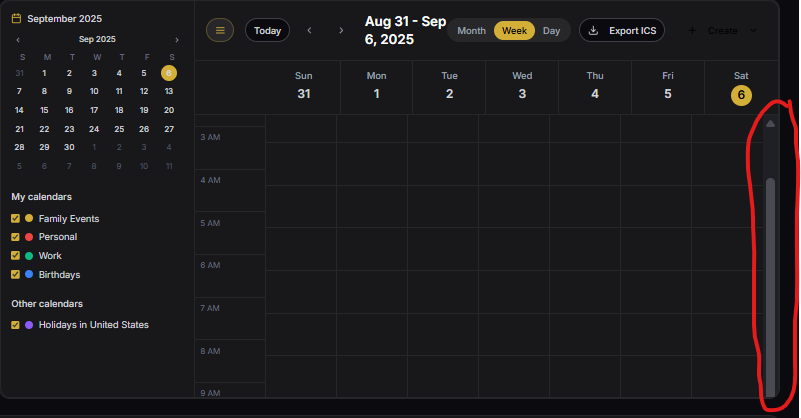 September 2025
Sep 2025
S M T W T F S
31 1 2 3 4 5 6
7 8 9 10 11 12 13
14 15 16 17 18 19 20
21 22 23 24 25 26 27
28 29 30 1 2 3 4
5 6 7 8 9 10 11
My calendars
Family Events
Personal
Work
Birthdays
Other calendars
Holidays in United States
Today
Aug 31 - Sep
6, 2025
Month Week Day
Export ICS
Create
Sun Mon Tue Wed Thu Fri Sat
31 1 2 3 4 5 6
3 AM
4 AM
5 AM
6 AM
7 AM
8 AM
9 AM